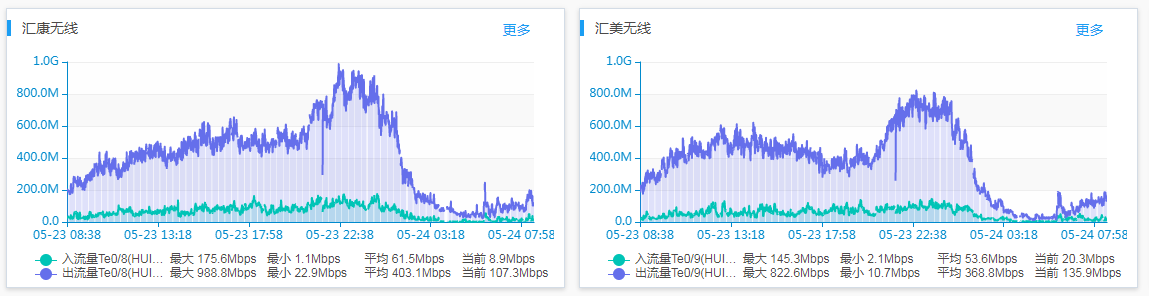 汇康无线 更多
1.0G
800.0M
600.0M
400.0M
200.0M
0.0
05-23 08:38 05-23 13:18 05-23 17:58 05-23 22:38 05-24 03:18 05-24 07:58
入流量Te0/8(HUI... 最大 175.6Mbps 最小 1.1Mbps 平均 61.5Mbps 当前 8.9Mbps
出流量Te0/8(HUI... 最大 988.8Mbps 最小 22.9Mbps 平均 403.1Mbps 当前 107.3Mbps
汇美无线 更多
1.0G
800.0M
600.0M
400.0M
200.0M
0.0
05-23 08:38 05-23 13:18 05-23 17:58 05-23 22:38 05-24 03:18 05-24 07:58
入流量Te0/9(HUI... 最大 145.3Mbps 最小 2.1Mbps 平均 53.6Mbps 当前 20.3Mbps
出流量Te0/9(HUI... 最大 822.6Mbps 最小 10.7Mbps 平均 368.8Mbps 当前 135.9Mbps